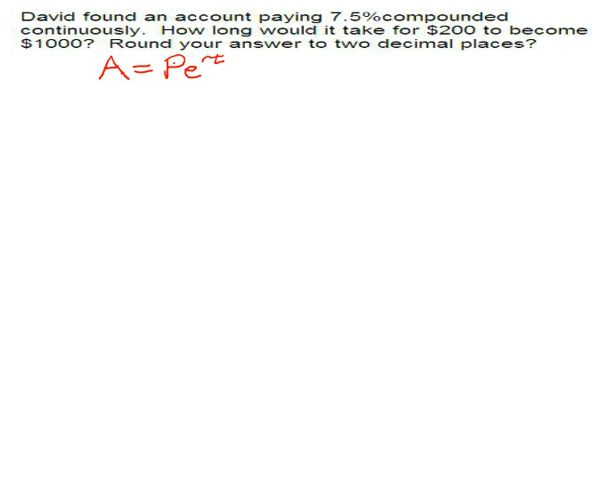 David found an account paying 7.5%compounded
continuously.  How long would it take for $200 to become
$1000?  Round your answer to two decimal places?
A = Pe^rt